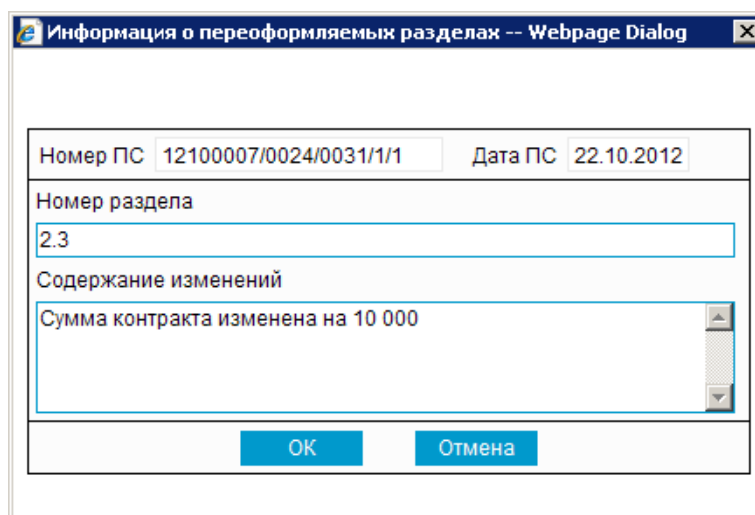 Информация о переоформляемых разделах -- Webpage Dialog
Номер ПС 12100007/0024/0031/1/1 Дата ПС 22.10.2012
Номер раздела
2.3
Содержание изменений
Сумма контракта изменена на 10 000
ОК Отмена